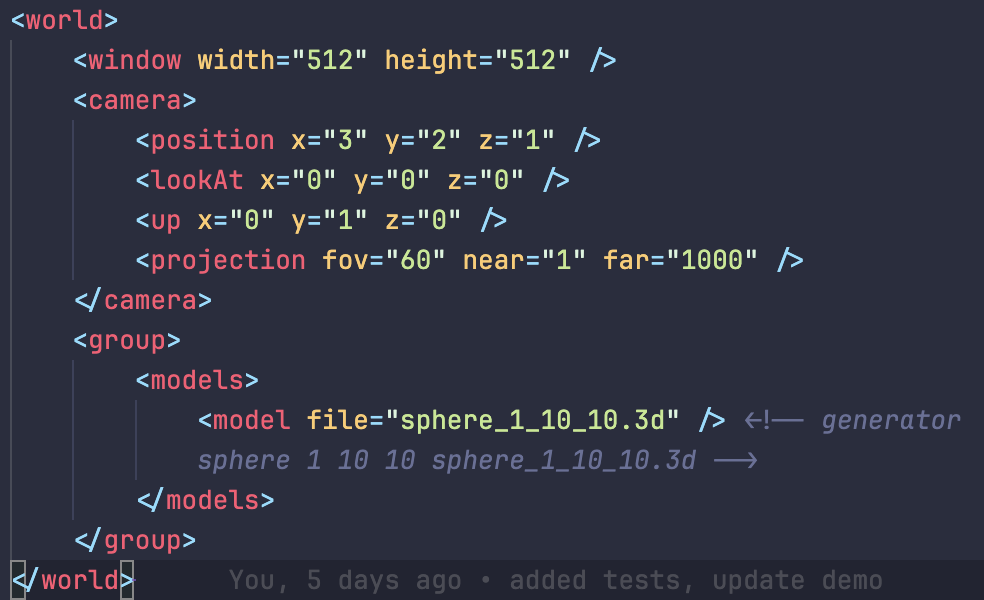 <world>
    <window width="512" height="512" />
    <camera>
        <position x="3" y="2" z="1" />
        <lookAt x="0" y="0" z="0" />
        <up x="0" y="1" z="0" />
        <projection fov="60" near="1" far="1000" />
    </camera>
    <group>
        <models>
            <model file="sphere_1_10_10.3d" /> <!-- generator
            sphere 1 10 10 sphere_1_10_10.3d -->
        </models>
    </group>
</world>      You, 5 days ago • added tests, update demo